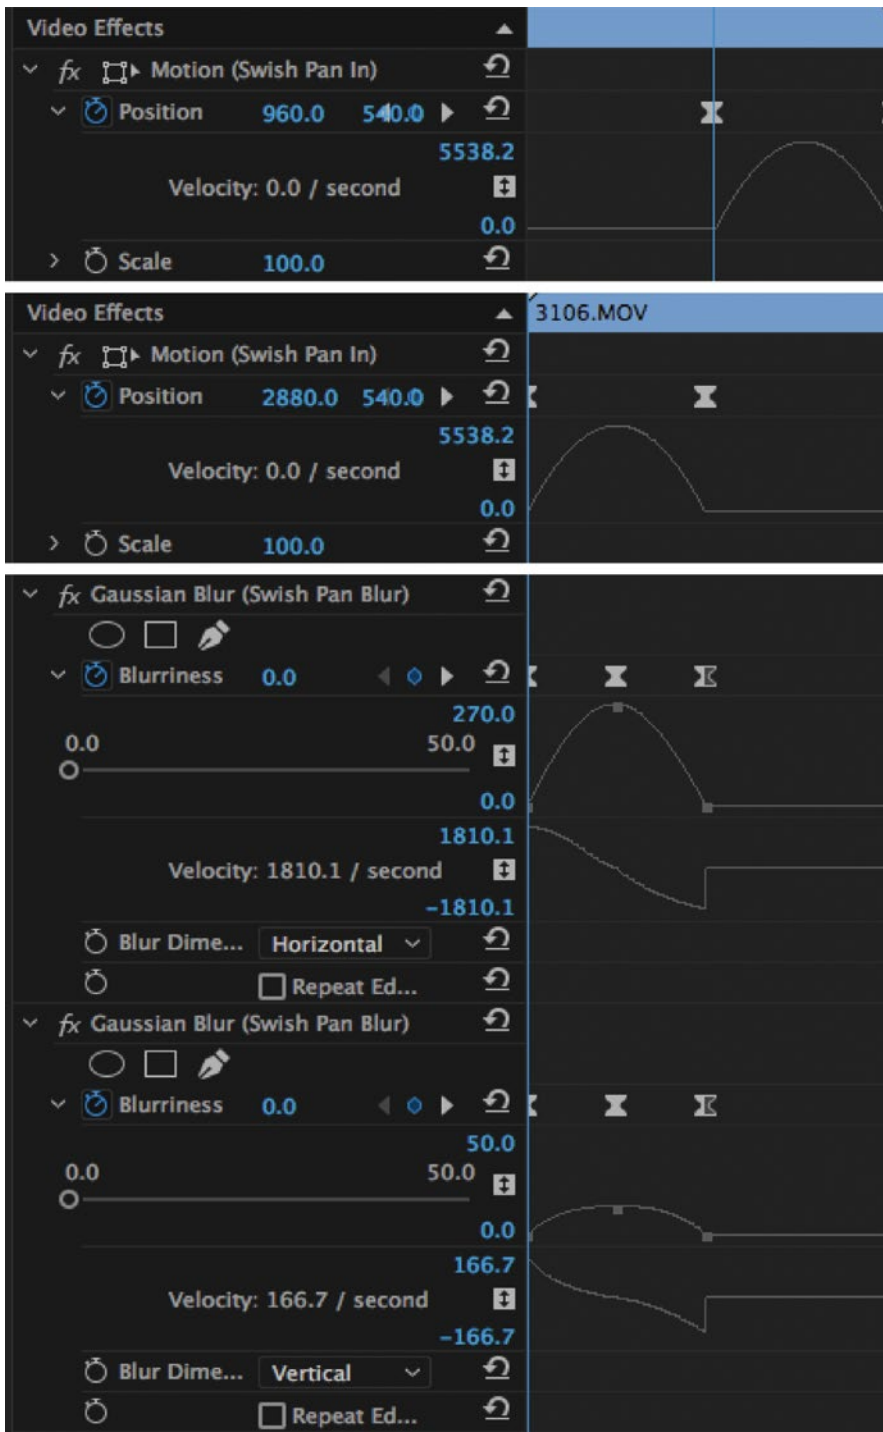 Video Effects
fx Motion (Swish Pan In)
Position 960.0 540.0
5538.2
Velocity: 0.0 / second
0.0
Scale 100.0
Video Effects 3106.MOV
fx Motion (Swish Pan In)
Position 2880.0 540.0
5538.2
Velocity: 0.0 / second
0.0
Scale 100.0
fx Gaussian Blur (Swish Pan Blur)
Blurriness 0.0
270.0
0.0 50.0
0.0
1810.1
Velocity: 1810.1 / second
-1810.1
Blur Dime... Horizontal
Repeat Ed...
fx Gaussian Blur (Swish Pan Blur)
Blurriness 0.0
50.0
0.0 50.0
0.0
166.7
Velocity: 166.7 / second
-166.7
Blur Dime... Vertical
Repeat Ed...